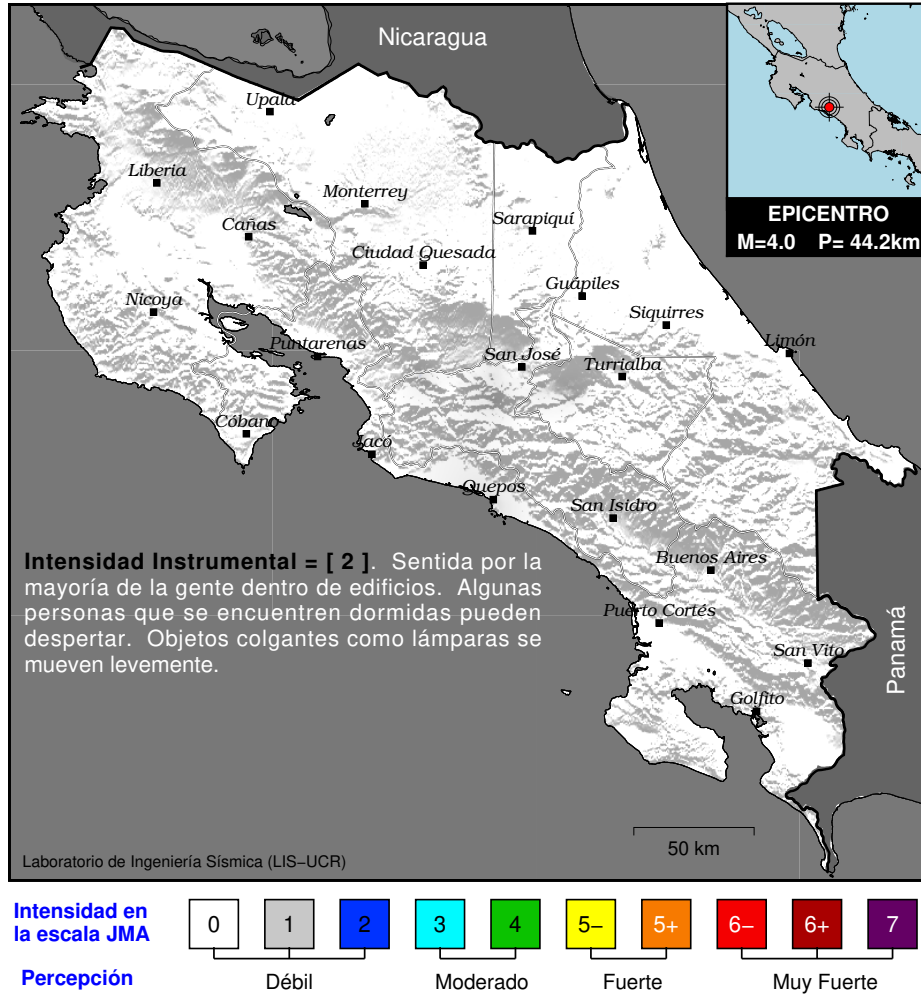 Nicaragua
EPICENTRO
M=4.0 P= 44.2km
Upala
Liberia
Monterrey
Cañas
Sarapiquí
Ciudad Quesada
Nicoya
Guápiles
Siquirres
Puntarenas
San José
Limón
Turrialba
Cóbano
Jacó
Quepos
San Isidro
Buenos Aires
Puerto Cortés
San Vito
Golfito
Panamá
Intensidad Instrumental = [ 2 ]. Sentida por la
mayoría de la gente dentro de edificios. Algunas
personas que se encuentren dormidas pueden
despertar. Objetos colgantes como lámparas se
mueven levemente.
50 km
Laboratorio de Ingeniería Sísmica (LIS−UCR)
Intensidad en
la escala JMA
0 1 2 3 4 5− 5+ 6− 6+ 7
Percepción
Débil Moderado Fuerte Muy Fuerte